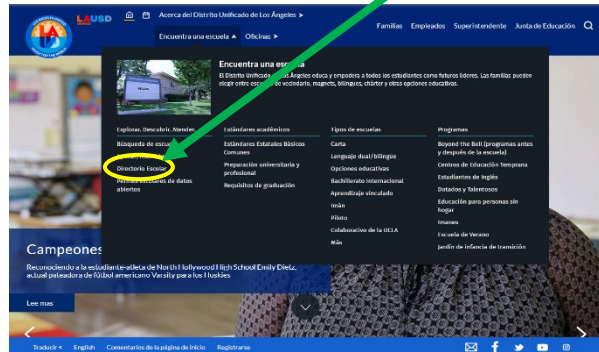 LAUSD
Acerca del Distrito Unificado de Los Ángeles >
Encuentra una escuela
Oficinas >
Familias Empleados Superintendente Junta de Educación
Encuentra una escuela
El Distrito Unificado de Los Ángeles educa y empodera a todos los estudiantes como futuros líderes. Las familias pueden
elegir entre escuelas de vecindario, magnets, bilingues, chárter y otras opciones educativas.
Explorar. Descubrir. Atender.
Búsqueda de escu
Directorio Escolar
Perfiles escolares de datos
abiertos
Estándares académicos
Estándares Estatales Básicos
Comunes
Preparación universitaria y
profesional
Requisitos de graduación
Tipos de escuelas
Carta
Lenguaje dual/bilingüe
Opciones educativas
Bachillerato Internacional
Aprendizaje vinculado
Imán
Piloto
Colaborativo de la UCLA
Más
Programas
Beyond the Bell (programas antes
y después de la escuela)
Centros de Educación Temprana
Estudiantes de inglés
Dotados y Talentosos
Educación para personas sin
hogar
Imanes
Escuela de Verano
Jardín de infancia de transición
Campeones
Reconociendo a la estudiante-atleta de North Hollywood High School Emily Dietz,
actual pateadora de fútbol americano Varsity para los Huskies
Lee mas
Traducir < English Comentarios de la página de inicio Registrarse